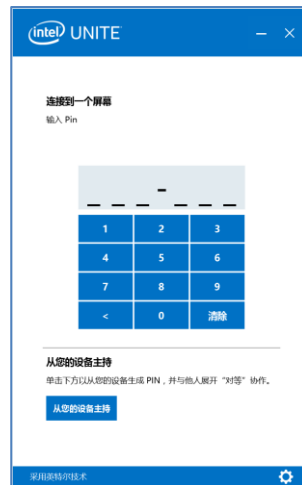 intel UNITE
连接到一个屏幕
输入 Pin
_ _ _ - _ _ _
1 2 3
4 5 6
7 8 9
< 0 清除
从您的设备主持
单击下方以从您的设备生成 PIN，并与他人展开“对等”协作。
从您的设备主持
采用英特尔技术